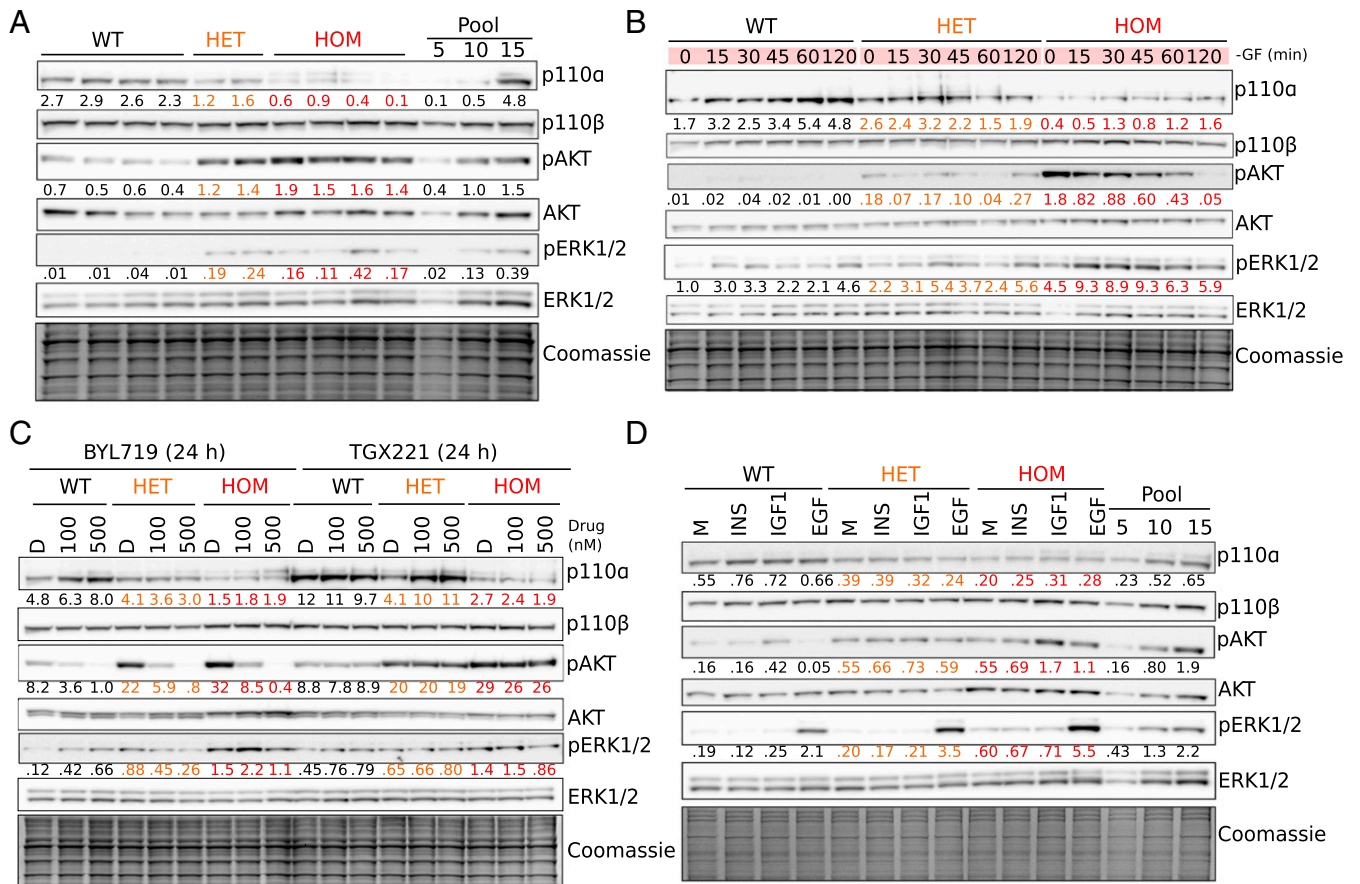 A
WT HET HOM Pool
5 10 15
p110α
2.7 2.9 2.6 2.3 1.2 1.6 0.6 0.9 0.4 0.1 0.1 0.5 4.8
p110β
pAKT
0.7 0.5 0.6 0.4 1.2 1.4 1.9 1.5 1.6 1.4 0.4 1.0 1.5
AKT
pERK1/2
.01 .01 .04 .01 .19 .24 .16 .11 .42 .17 .02 .13 0.39
ERK1/2
Coomassie
B
WT HET HOM
0 15 30 45 60 120 0 15 30 45 60 120 0 15 30 45 60 120 -GF (min)
p110α
1.7 3.2 2.5 3.4 5.4 4.8 2.6 2.4 3.2 2.2 1.5 1.9 0.4 0.5 1.3 0.8 1.2 1.6
p110β
pAKT
.01 .02 .04 .02 .01 .00 .18 .07 .17 .10 .04 .27 1.8 .82 .88 .60 .43 .05
AKT
pERK1/2
1.0 3.0 3.3 2.2 2.1 4.6 2.2 3.1 5.4 3.7 2.4 5.6 4.5 9.3 8.9 9.3 6.3 5.9
ERK1/2
Coomassie
C
BYL719 (24 h) TGX221 (24 h)
WT HET HOM WT HET HOM
D 100 500 D 100 500 D 100 500 D 100 500 D 100 500 D 100 500 Drug
(nM)
p110α
4.8 6.3 8.0 4.1 3.6 3.0 1.5 1.8 1.9 12 11 9.7 4.1 10 11 2.7 2.4 1.9
p110β
pAKT
8.2 3.6 1.0 22 5.9 .8 32 8.5 0.4 8.8 7.8 8.9 20 20 19 29 26 26
AKT
pERK1/2
.12 .42 .66 .88 .45 .26 1.5 2.2 1.1 .45 .76 .79 .65 .66 .80 1.4 1.5 .86
ERK1/2
Coomassie
D
WT HET HOM Pool
M INS IGF1 EGF M INS IGF1 EGF M INS IGF1 EGF 5 10 15
p110α
.55 .76 .72 0.66 .39 .39 .32 .24 .20 .25 .31 .28 .23 .52 .65
p110β
pAKT
.16 .16 .42 0.05 .55 .66 .73 .59 .55 .69 1.7 1.1 .16 .80 1.9
AKT
pERK1/2
.19 .12 .25 2.1 .20 .17 .21 3.5 .60 .67 .71 5.5 .43 1.3 2.2
ERK1/2
Coomassie